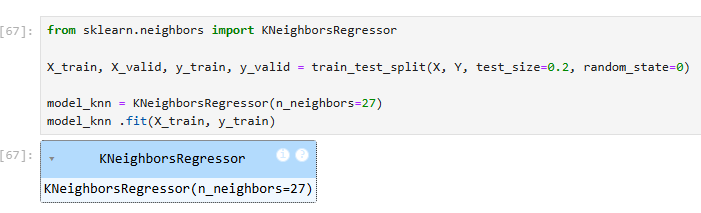 [67]: from sklearn.neighbors import KNeighborsRegressor
X_train, X_valid, y_train, y_valid = train_test_split(X, Y, test_size=0.2, random_state=0)
model_knn = KNeighborsRegressor(n_neighbors=27)
model_knn .fit(X_train, y_train)
[67]: KNeighborsRegressor i ?
KNeighborsRegressor(n_neighbors=27)